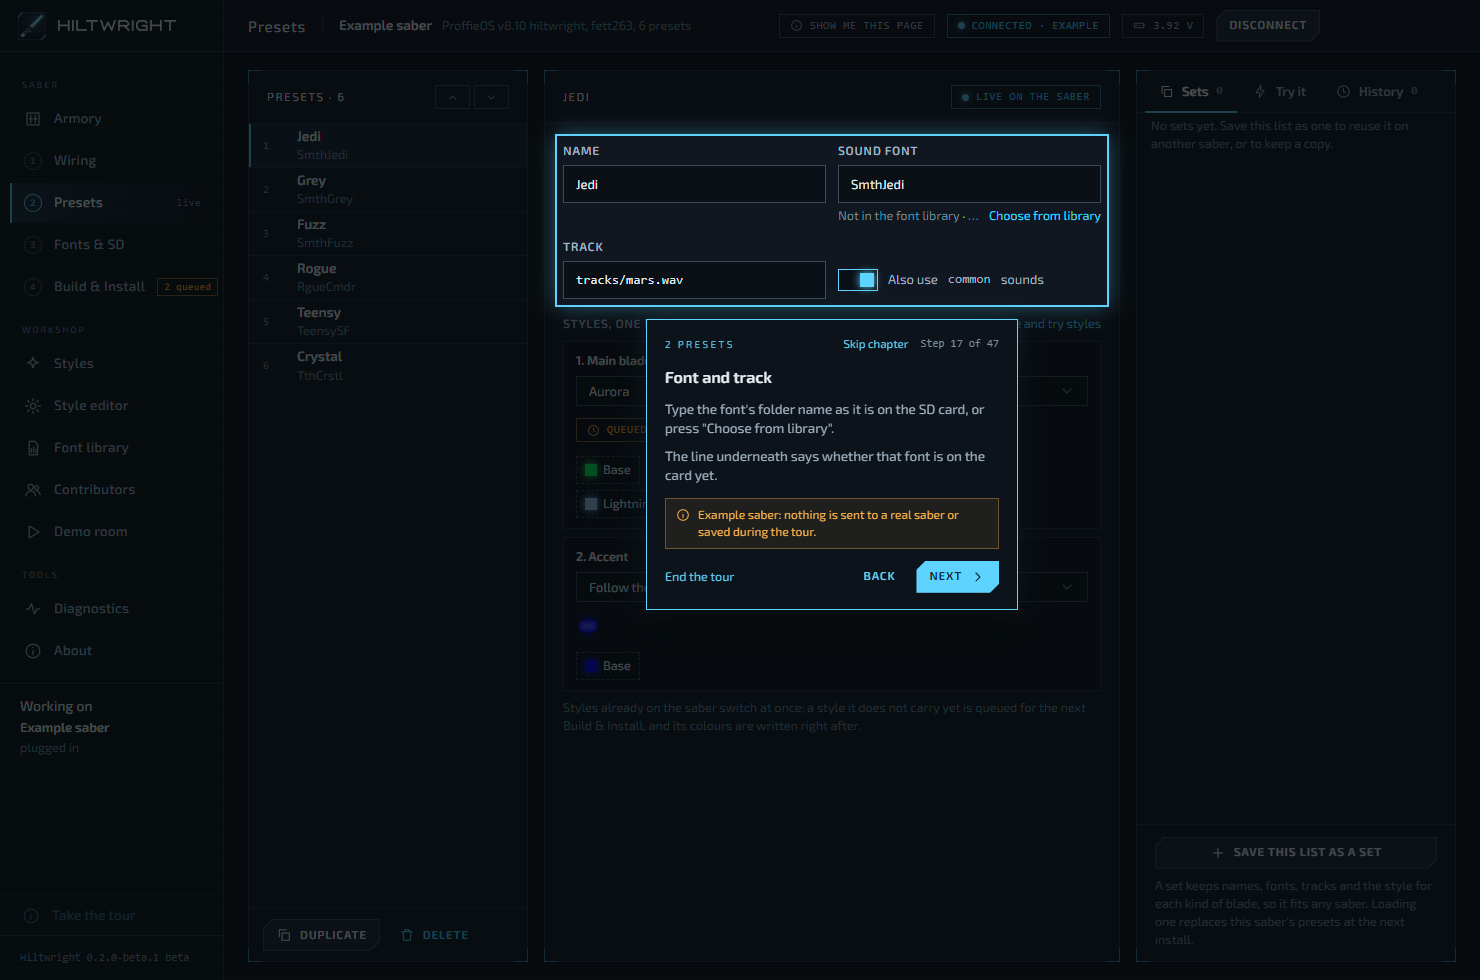 HILTWRIGHT
Presets
Example saber
ProffieOS v8.10 hiltwright, fett263, 6 presets
SHOW ME THIS PAGE
CONNECTED · EXAMPLE
3.92 V
DISCONNECT
SABER
Armory
1 Wiring
2 Presets live
3 Fonts & SD
4 Build & Install 2 queued
WORKSHOP
Styles
Style editor
Font library
Contributors
Demo room
TOOLS
Diagnostics
About
Working on
Example saber
plugged in
Take the tour
Hiltwright 0.2.0-beta.1 beta
PRESETS · 6
1 Jedi
SmthJedi
2 Grey
SmthGrey
3 Fuzz
SmthFuzz
4 Rogue
RgueCmdr
5 Teensy
TeensySF
6 Crystal
TthCrstl
DUPLICATE
DELETE
JEDI
LIVE ON THE SABER
NAME
SOUND FONT
Jedi
SmthJedi
Not in the font library · ...
Choose from library
TRACK
tracks/mars.wav
Also use common sounds
STYLES, ONE
e and try styles
1. Main blade
Aurora
QUEUED
Base
Lightnin
2. Accent
Follow the
Base
Styles already on the saber switch at once; a style it does not carry yet is queued for the next
Build & Install, and its colours are written right after.
2 PRESETS
Skip chapter
Step 17 of 47
Font and track
Type the font's folder name as it is on the SD card, or
press "Choose from library".
The line underneath says whether that font is on the
card yet.
Example saber: nothing is sent to a real saber or
saved during the tour.
End the tour
BACK
NEXT
Sets 0
Try it
History 0
No sets yet. Save this list as one to reuse it on
another saber, or to keep a copy.
SAVE THIS LIST AS A SET
A set keeps names, fonts, tracks and the style for
each kind of blade, so it fits any saber. Loading
one replaces this saber's presets at the next
install.